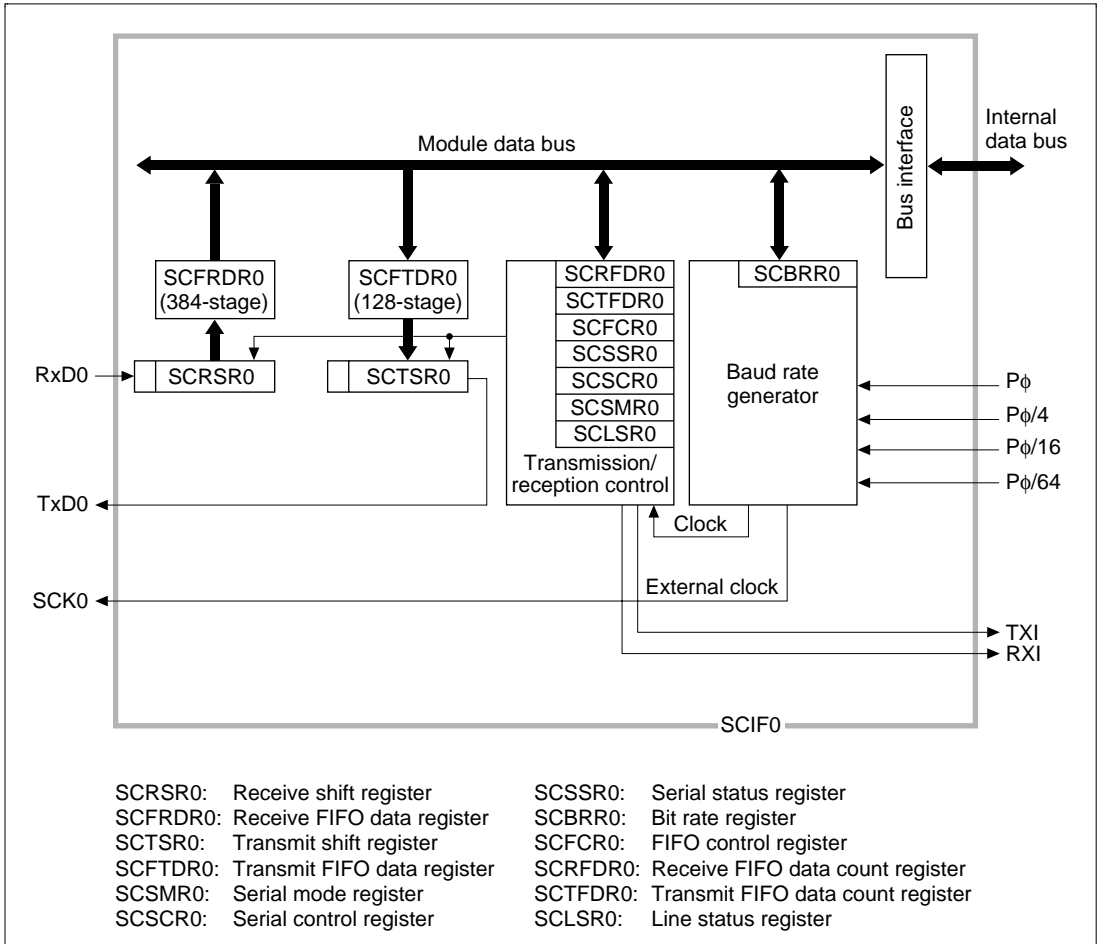 Module data bus
Bus interface
Internal
data bus
SCFRDR0
(384-stage)
SCFTDR0
(128-stage)
SCRFDR0
SCTFDR0
SCFCR0
SCSSR0
SCSCR0
SCSMR0
SCLSR0
Transmission/
reception control
SCBRR0
Baud rate
generator
RxD0
SCRSR0
SCTSR0
Pϕ
Pϕ/4
Pϕ/16
Pϕ/64
TxD0
Clock
External clock
SCK0
TXI
RXI
SCIF0
SCRSR0: Receive shift register
SCFRDR0: Receive FIFO data register
SCTSR0: Transmit shift register
SCFTDR0: Transmit FIFO data register
SCSMR0: Serial mode register
SCSCR0: Serial control register
SCSSR0: Serial status register
SCBRR0: Bit rate register
SCFCR0: FIFO control register
SCRFDR0: Receive FIFO data count register
SCTFDR0: Transmit FIFO data count register
SCLSR0: Line status register